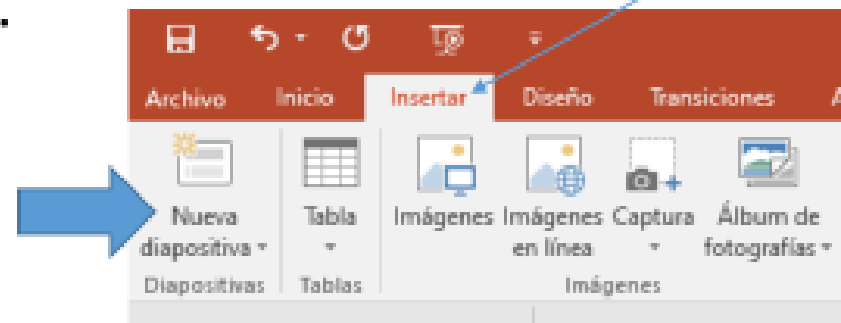 Archivo Inicio Insertar Diseño Transiciones A
Nueva diapositiva
Tabla
Imágenes
Imágenes en línea
Captura
Álbum de fotografías
Diapositivas Tablas Imágenes